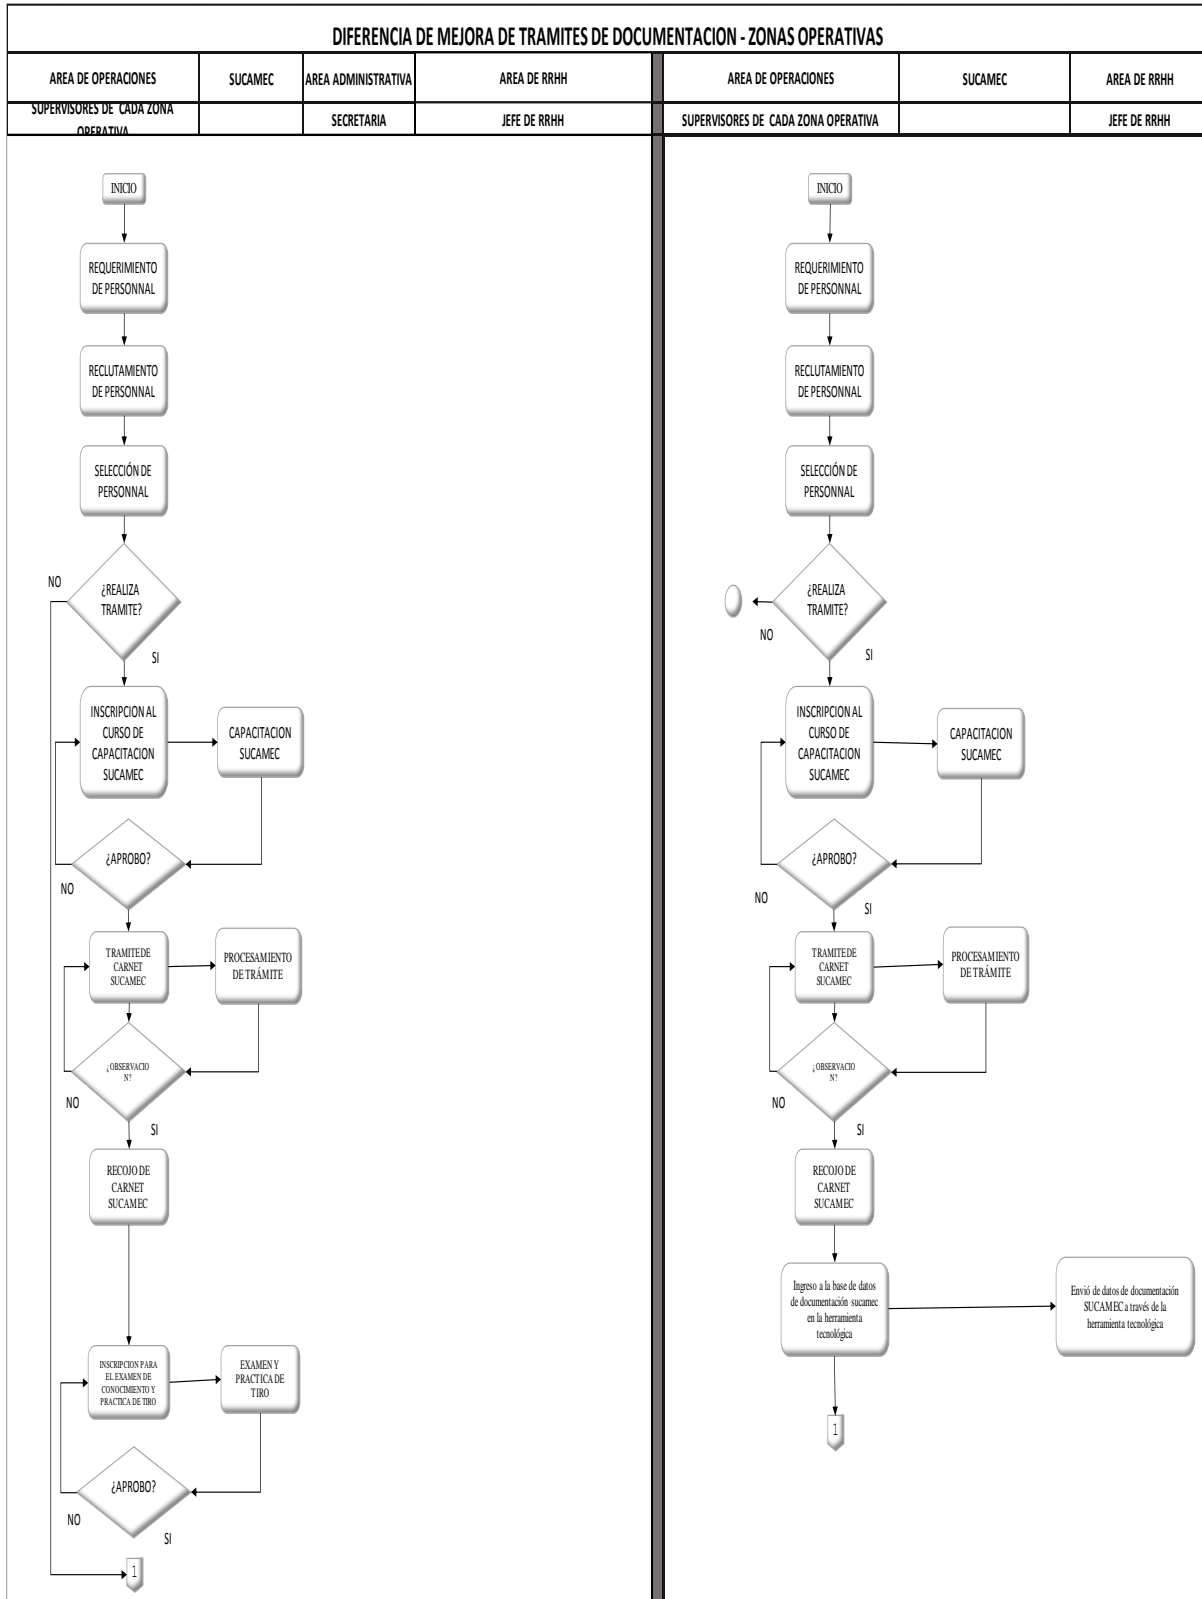 DIFERENCIA DE MEJORA DE TRAMITES DE DOCUMENTACION - ZONAS OPERATIVAS
AREA DE OPERACIONES
SUCAMEC
AREA ADMINISTRATIVA
AREA DE RRHH
SUPERVISORES DE CADA ZONA
OPERATIVA
SECRETARIA
JEFE DE RRHH
INICIO
REQUERIMIENTO
DE PERSONNAL
RECLUTAMIENTO
DE PERSONNAL
SELECCIÓN DE
PERSONNAL
NO
¿REALIZA
TRAMITE?
SI
INSCRIPCION AL
CURSO DE
CAPACITACION
SUCAMEC
CAPACITACION
SUCAMEC
¿APROBO?
NO
TRAMITE DE
CARNET
SUCAMEC
PROCESAMIENTO
DE TRÁMITE
¿OBSERVACIO
N?
NO
SI
RECOJO DE
CARNET
SUCAMEC
INSCRIPCION PARA
EL EXAMEN DE
CONOCIMIENTO Y
PRACTICA DE TIRO
EXAMEN Y
PRACTICA DE
TIRO
¿APROBO?
NO
SI
1
AREA DE OPERACIONES
SUCAMEC
AREA DE RRHH
SUPERVISORES DE CADA ZONA OPERATIVA
JEFE DE RRHH
INICIO
REQUERIMIENTO
DE PERSONNAL
RECLUTAMIENTO
DE PERSONNAL
SELECCIÓN DE
PERSONNAL
¿REALIZA
TRAMITE?
NO
SI
INSCRIPCION AL
CURSO DE
CAPACITACION
SUCAMEC
CAPACITACION
SUCAMEC
¿APROBO?
NO
SI
TRAMITE DE
CARNET
SUCAMEC
PROCESAMIENTO
DE TRÁMITE
¿OBSERVACIO
N?
NO
SI
RECOJO DE
CARNET
SUCAMEC
Ingreso a la base de datos
de documentación sucamec
en la herramienta
tecnológica
Envió de datos de documentación
SUCAMEC a través de la
herramienta tecnológica
1